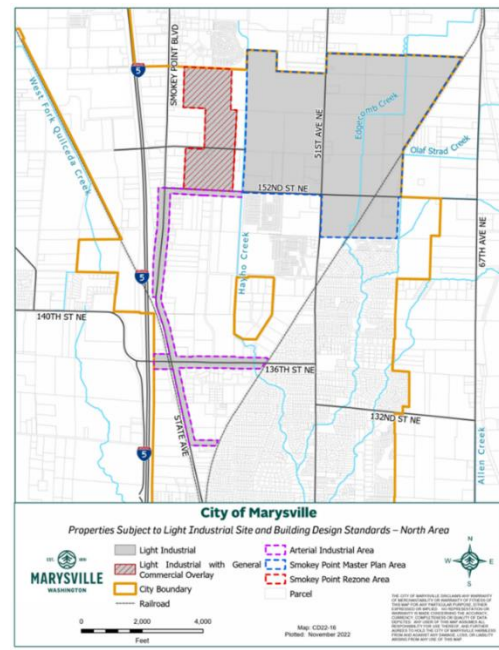 SMOKEY POINT BLVD
5
West Fork Quilceda Creek
Edgecomb Creek
51ST AVE NE
Olaf Strad Creek
152ND ST NE
67TH AVE NE
Hayho Creek
5
140TH ST NE
136TH ST NE
STATE AVE
132ND ST NE
Allen Creek
5
City of Marysville
Properties Subject to Light Industrial Site and Building Design Standards – North Area
MARYSVILLE
WASHINGTON
Light Industrial
Light Industrial with General Commercial Overlay
City Boundary
Railroad
Arterial Industrial Area
Smokey Point Master Plan Area
Smokey Point Rezone Area
Parcel
N
W
E
S
0 2,000 4,000
Feet
Map: CD22-16
Plotted: November 2022